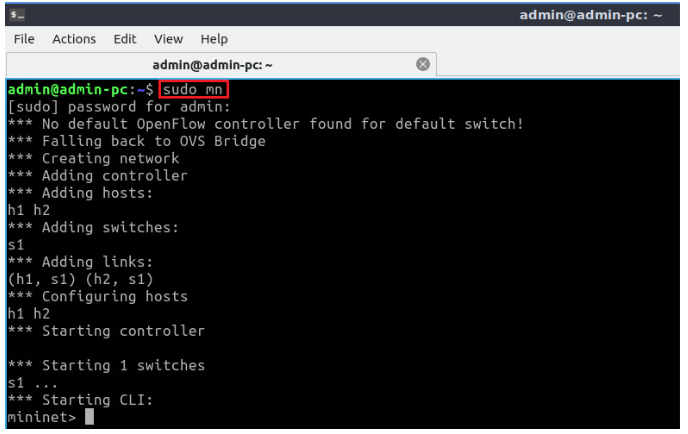 admin@admin-pc: ~
File Actions Edit View Help
admin@admin-pc: ~
admin@admin-pc:~$ sudo mn
[sudo] password for admin:
*** No default OpenFlow controller found for default switch!
*** Falling back to OVS Bridge
*** Creating network
*** Adding controller
*** Adding hosts:
h1 h2
*** Adding switches:
s1
*** Adding links:
(h1, s1) (h2, s1)
*** Configuring hosts
h1 h2
*** Starting controller
*** Starting 1 switches
s1 ...
*** Starting CLI:
mininet>